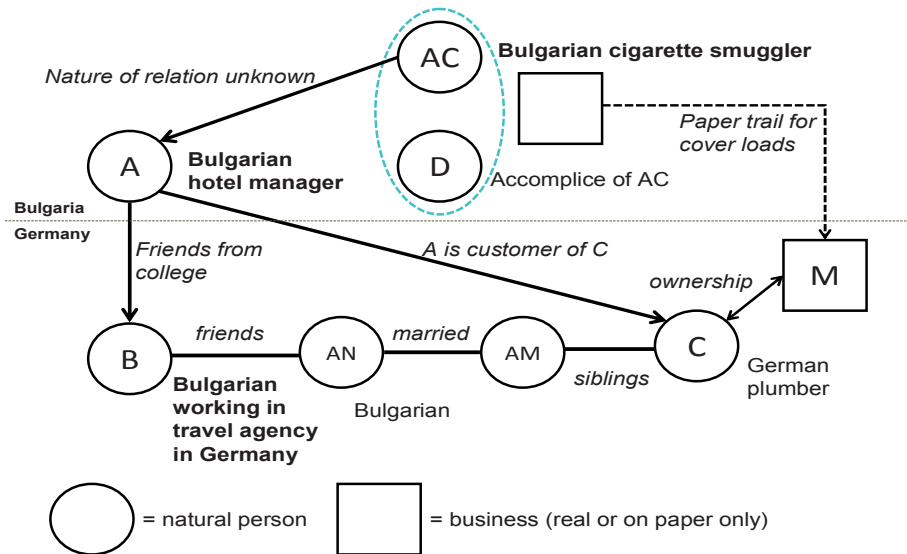 AC
Bulgarian cigarette smuggler
Nature of relation unknown
Paper trail for
cover loads
A
Bulgarian
hotel manager
D
Accomplice of AC
Bulgaria
Germany
Friends from
college
A is customer of C
ownership
M
B
friends
AN
married
AM
siblings
C
German
plumber
Bulgarian
working in
travel agency
in Germany
Bulgarian
= natural person
= business (real or on paper only)